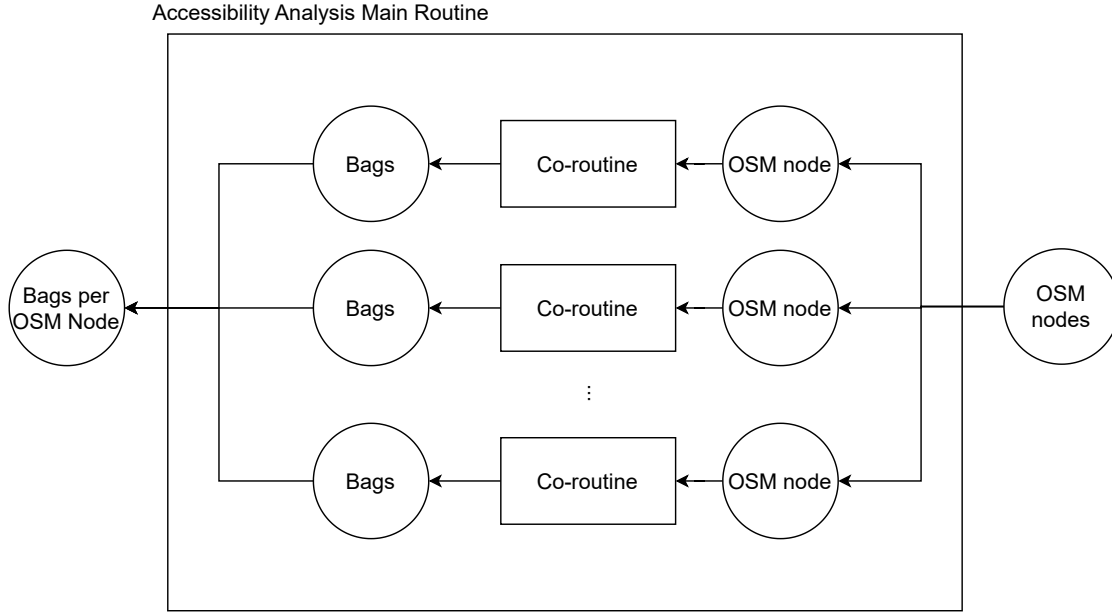 Accessibility Analysis Main Routine
Bags
Co-routine
OSM node
Bags per
OSM Node
Bags
Co-routine
OSM node
OSM
nodes
...
Bags
Co-routine
OSM node